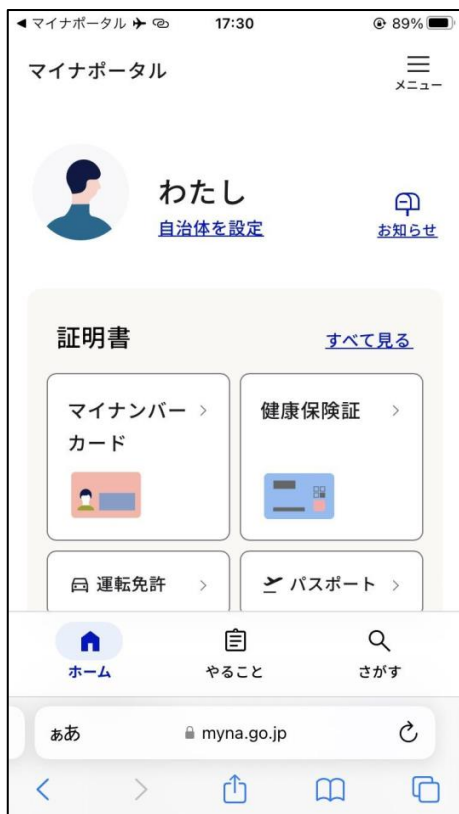 マイナポータル 17:30 89%
マイナポータル
メニュー
わたし
自治体を設定
お知らせ
証明書
すべて見る
マイナンバー
カード
健康保険証
運転免許
パスポート
ホーム
やること
さがす
ぁあ myna.go.jp